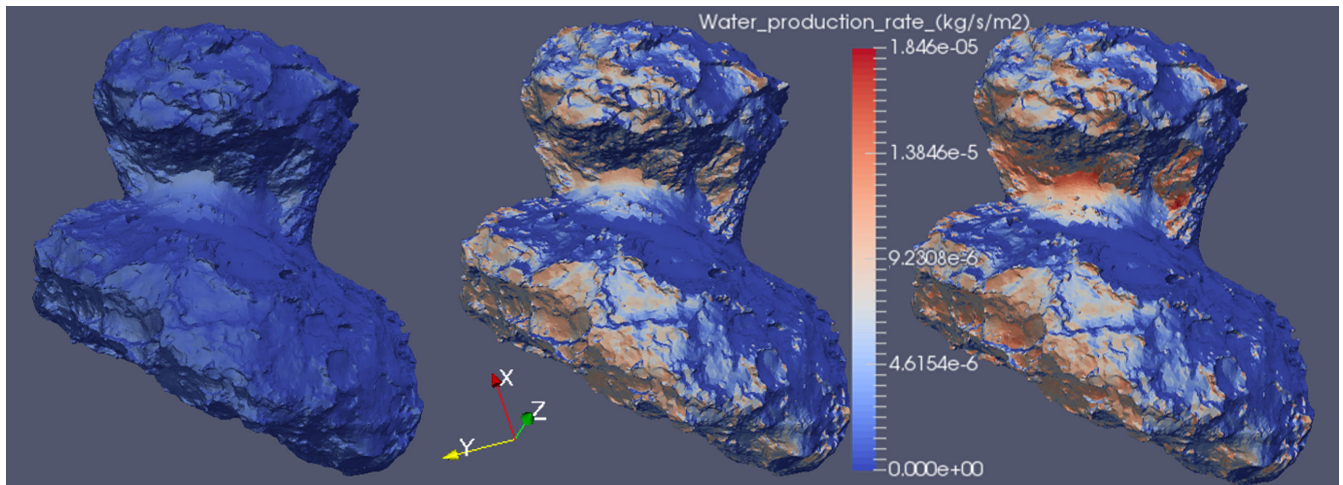 Water_production_rate_(kg/s/m2)
1.846e-05
1.3846e-5
9.2308e-6
4.6154e-6
0.000e+00
X
Z
Y